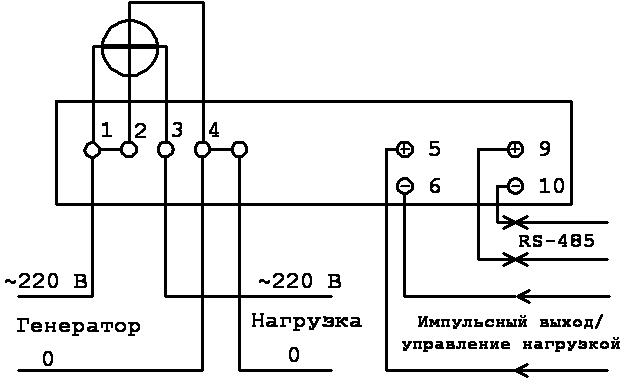 1 2 3 4 5 9
6 10
RS-485
~220 В ~220 В
Генератор Нагрузка Импульсный выход/
управление нагрузкой
0 0